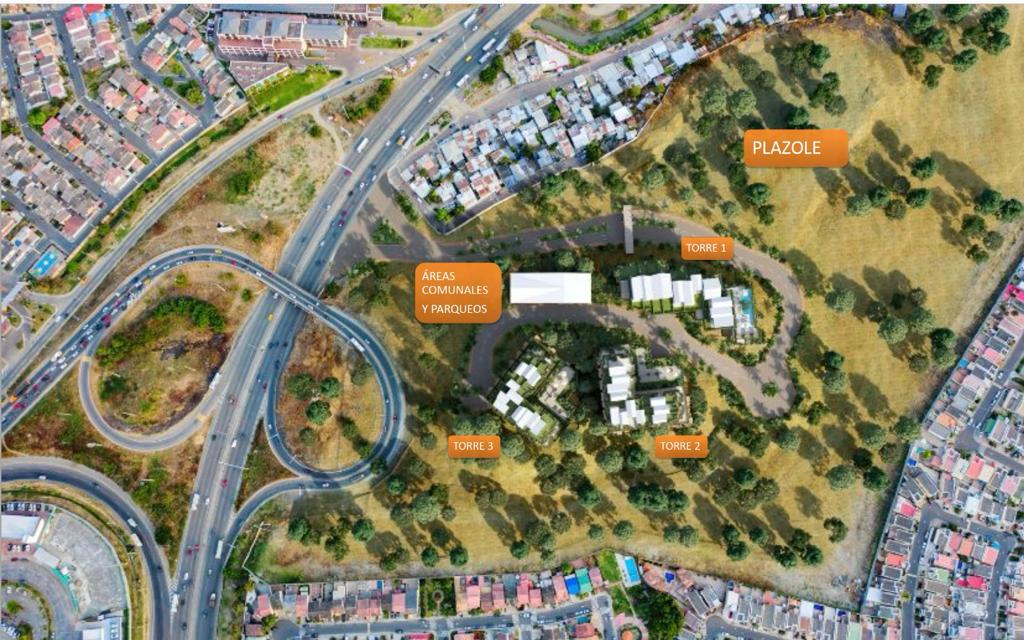 PLAZOLE
TORRE 1
ÁREAS
COMUNALES
Y PARQUEOS
TORRE 3
TORRE 2